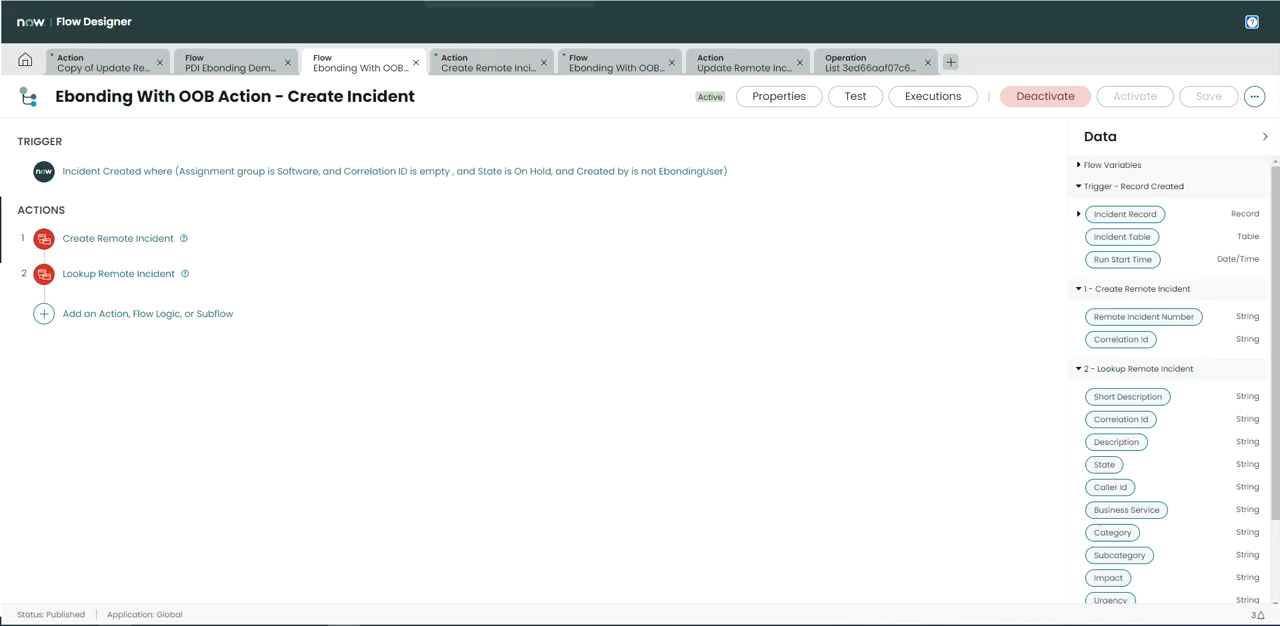 now. | Flow Designer
Action
Copy of Update Re...
Flow
PDI Ebonding Dem...
Flow
Ebonding With OOB...
Action
Create Remote Inci...
Flow
Ebonding With OOB...
Action
Update Remote Inc...
Operation
List 3ed66aaf07c6...
Ebonding With OOB Action - Create Incident
Active
Properties
Test
Executions
Deactivate
Activate
Save
TRIGGER
now
Incident Created where (Assignment group is Software, and Correlation ID is empty , and State is On Hold, and Created by is not EbondingUser)
ACTIONS
1 Create Remote Incident
2 Lookup Remote Incident
Add an Action, Flow Logic, or Subflow
Data
Flow Variables
Trigger - Record Created
Incident Record Record
Incident Table Table
Run Start Time Date/Time
1 - Create Remote Incident
Remote Incident Number String
Correlation Id String
2 - Lookup Remote Incident
Short Description String
Correlation Id String
Description String
State String
Caller Id String
Business Service String
Category String
Subcategory String
Impact String
Urgency String
Status: Published | Application: Global
3